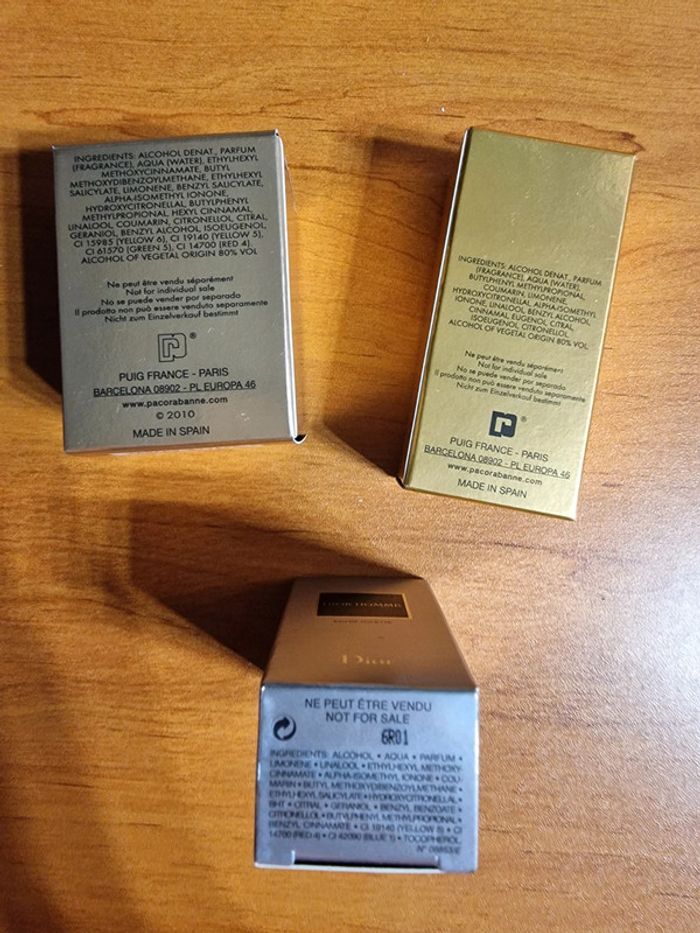 INGREDIENTS: ALCOHOL DENAT., PARFUM
(FRAGRANCE), AQUA (WATER), ETHYLHEXYL
METHOXYCINNAMATE, BUTYL
METHOXYDIBENZOYLMETHANE, ETHYLHEXYL
SALICYLATE, LIMONENE, BENZYL SALICYLATE,
ALPHA-ISOMETHYL IONONE,
HYDROXYCITRONELLAL, BUTYLPHENYL
METHYLPROPIONAL, HEXYL CINNAMAL,
LINALOOL, COUMARIN, CITRONELLOL, CITRAL,
GERANIOL, BENZYL ALCOHOL, ISOEUGENOL,
CI 15985 (YELLOW 6), CI 19140 (YELLOW 5),
CI 61570 (GREEN 5), CI 14700 (RED 4).
ALCOHOL OF VEGETAL ORIGIN 80% VOL
Ne peut être vendu séparément
Not for individual sale
No se puede vender por separado
Il prodotto non può essere venduto separatamente
Nicht zum Einzelverkauf bestimmt
®
PUIG FRANCE - PARIS
BARCELONA 08902 - PL EUROPA 46
www.pacorabanne.com
© 2010
MADE IN SPAIN
INGREDIENTS: ALCOHOL DENAT., PARFUM
(FRAGRANCE), AQUA (WATER),
BUTYLPHENYL METHYLPROPIONAL,
COUMARIN, LIMONENE,
HYDROXYCITRONELLAL, ALPHA-ISOMETHYL
IONONE, LINALOOL, BENZYL ALCOHOL,
CINNAMAL, EUGENOL, CITRAL,
ISOEUGENOL, CITRONELLOL.
ALCOHOL OF VEGETAL ORIGIN 80% VOL
Ne peut être vendu séparément
Not for individual sale
No se puede vender por separado
Il prodotto non può essere venduto separatamente
Nicht zum Einzelverkauf bestimmt
®
PUIG FRANCE - PARIS
BARCELONA 08902 - PL EUROPA 46
www.pacorabanne.com
MADE IN SPAIN
DIOR HOMME
EAU DE TOILETTE
Dior
NE PEUT ÊTRE VENDU
NOT FOR SALE
6R01
INGREDIENTS: ALCOHOL • AQUA • PARFUM •
LIMONENE • LINALOOL • ETHYLHEXYL METHOXY-
CINNAMATE • ALPHA-ISOMETHYL IONONE • COU-
MARIN • BUTYL METHOXYDIBENZOYLMETHANE •
ETHYLHEXYL SALICYLATE • HYDROXYCITRONELLAL •
BHT • CITRAL • GERANIOL • BENZYL BENZOATE •
CITRONELLOL • BUTYLPHENYL METHYLPROPIONAL •
BENZYL CINNAMATE • CI 19140 (YELLOW 5) • CI
14700 (RED 4) • CI 42090 (BLUE 1) • TOCOPHEROL